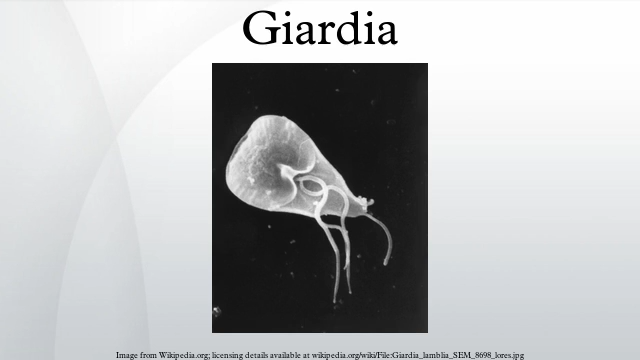 Giardia
Image from Wikipedia.org; licensing details available at wikipedia.org/wiki/File:Giardia_lamblia_SEM_8698_lores.jpg